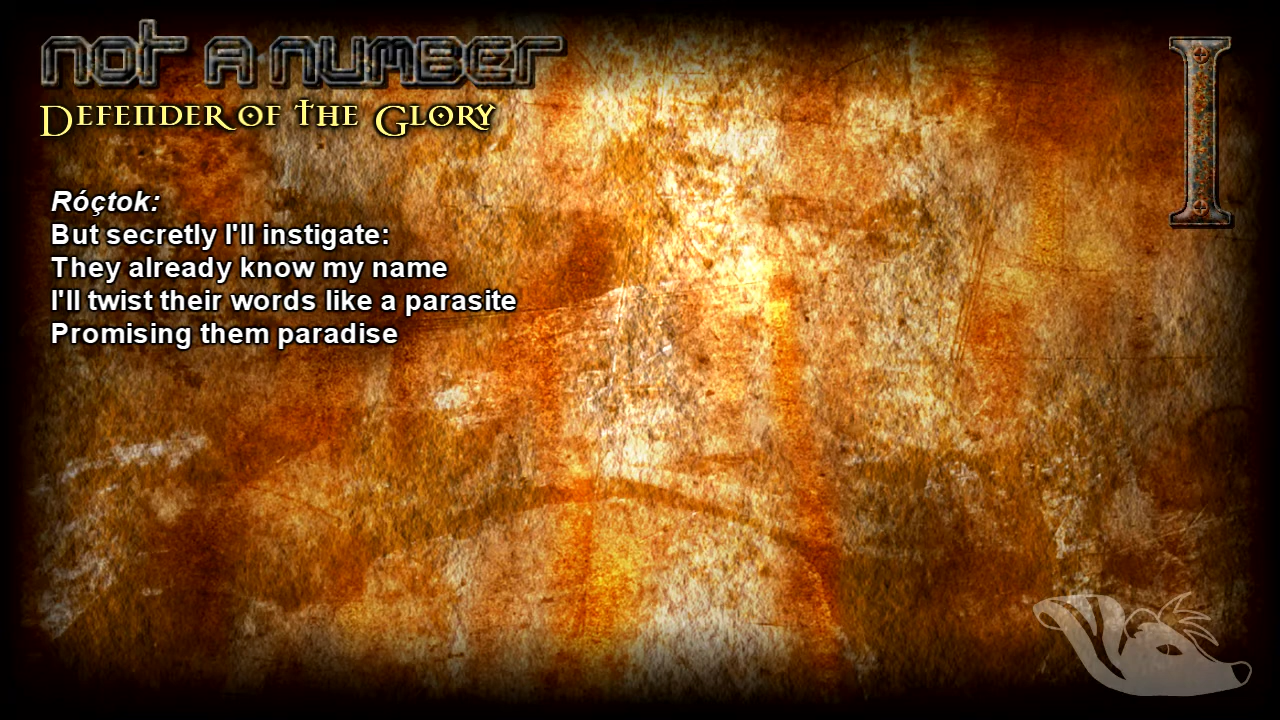 not a number
Defender of the Glory
I
Róçtok:
But secretly I'll instigate:
They already know my name
I'll twist their words like a parasite
Promising them paradise